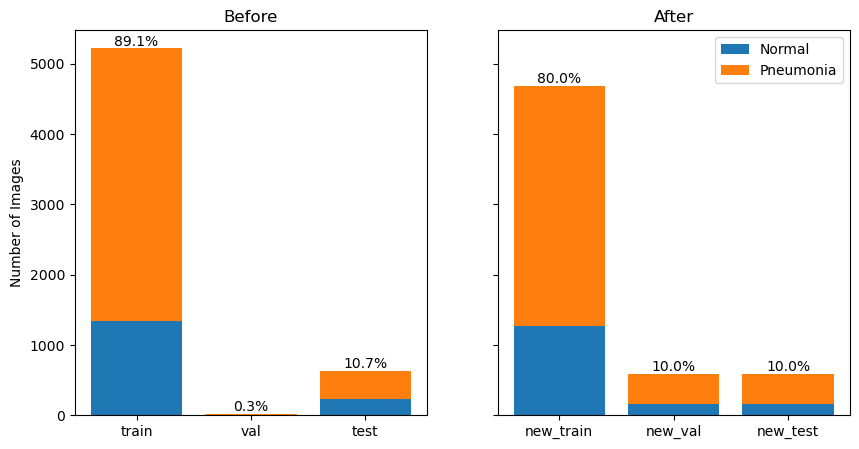 Before
After
Number of Images
5000
4000
3000
2000
1000
0
89.1%
0.3%
10.7%
train
val
test
Normal
Pneumonia
80.0%
10.0%
10.0%
new_train
new_val
new_test